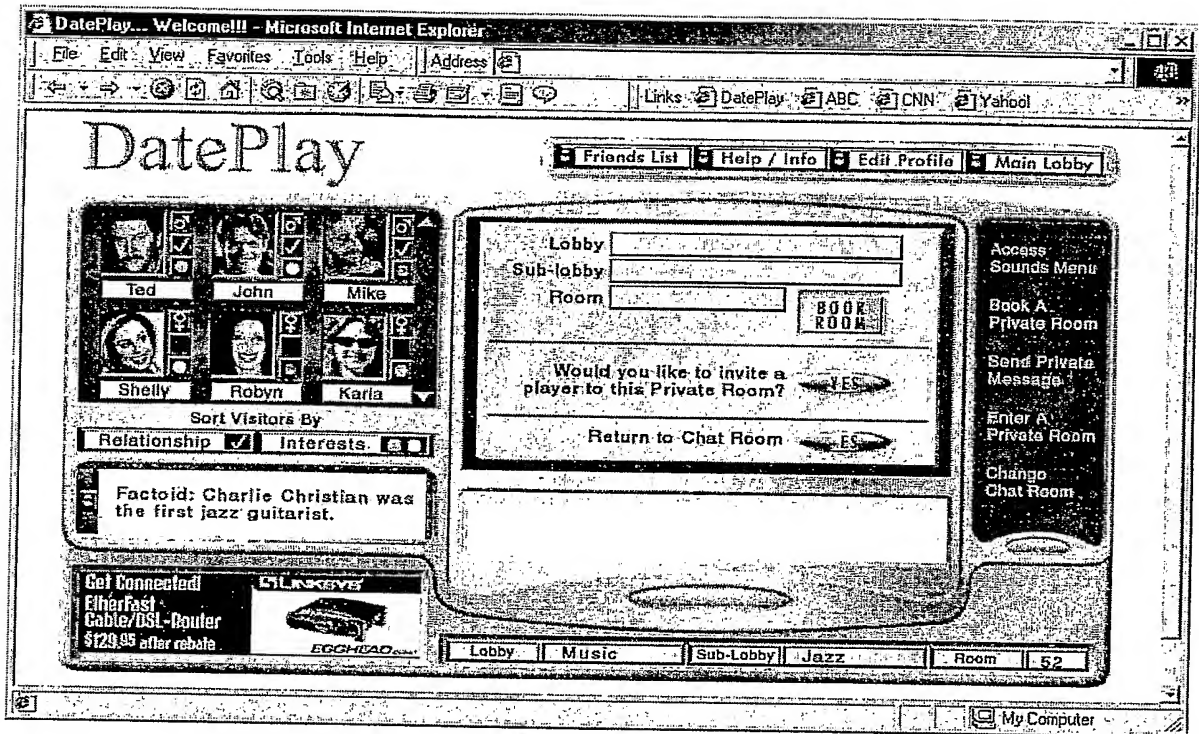 DatePlay... Welcome!!! - Microsoft Internet Explorer
File Edit View Favorites Tools Help Address
Links DatePlay ABC CNN Yahoo!
DatePlay
Friends List Help / Info Edit Profile Main Lobby
Ted John Mike
Shelly Robyn Karla
Sort Visitors By
Relationship Interests
Factoid: Charlie Christian was
the first jazz guitarist.
Get Connected!
EtherFast
Cable/DSL-Router
$129.95 after rebate
LINKSYS
EGGHEAD
Lobby
Sub-lobby
Room
BOOK
ROOM
Would you like to invite a
player to this Private Room?
YES
Return to Chat Room
Access
Sounds Menu
Book A
Private Room
Send Private
Message
Enter A
Private Room
Change
Chat Room
Lobby Music Sub-Lobby Jazz Room 52
My Computer